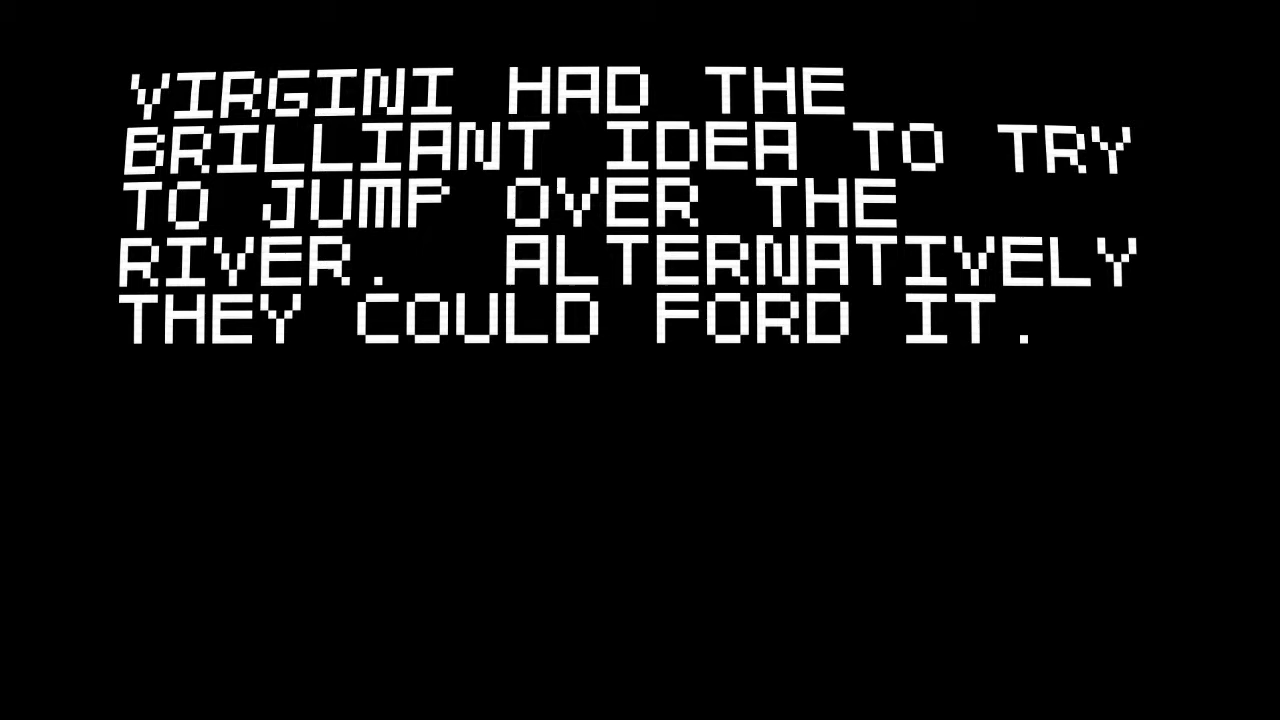 VIRGINI HAD THE
BRILLIANT IDEA TO TRY
TO JUMP OVER THE
RIVER.  ALTERNATIVELY
THEY COULD FORD IT.